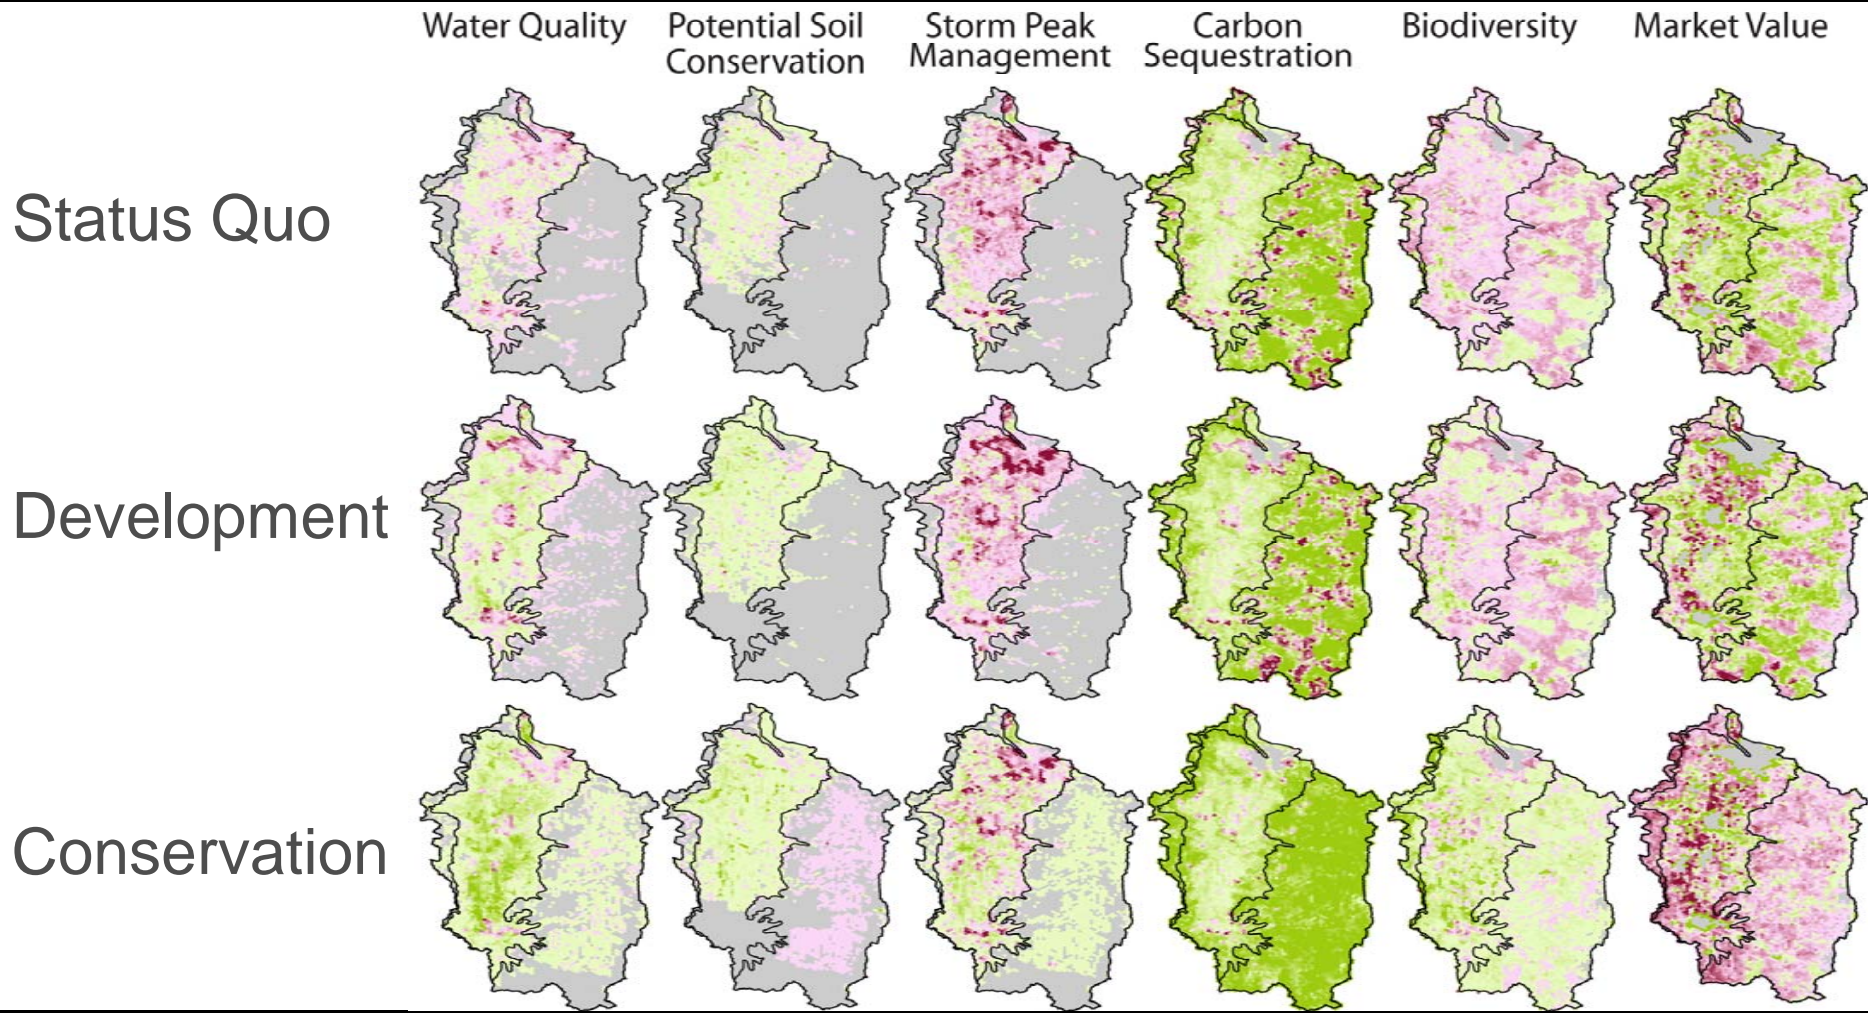 Water Quality
Potential Soil
Conservation
Storm Peak
Management
Carbon
Sequestration
Biodiversity
Market Value
Status Quo
Development
Conservation